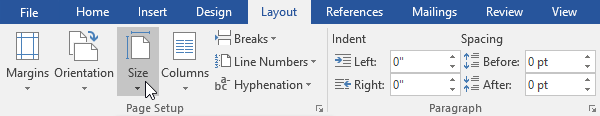 File Home Insert Design Layout References Mailings Review View
Margins Orientation Size Columns
Breaks
Line Numbers
Hyphenation
Page Setup
Indent Spacing
Left: 0" Before: 0 pt
Right: 0" After: 0 pt
Paragraph